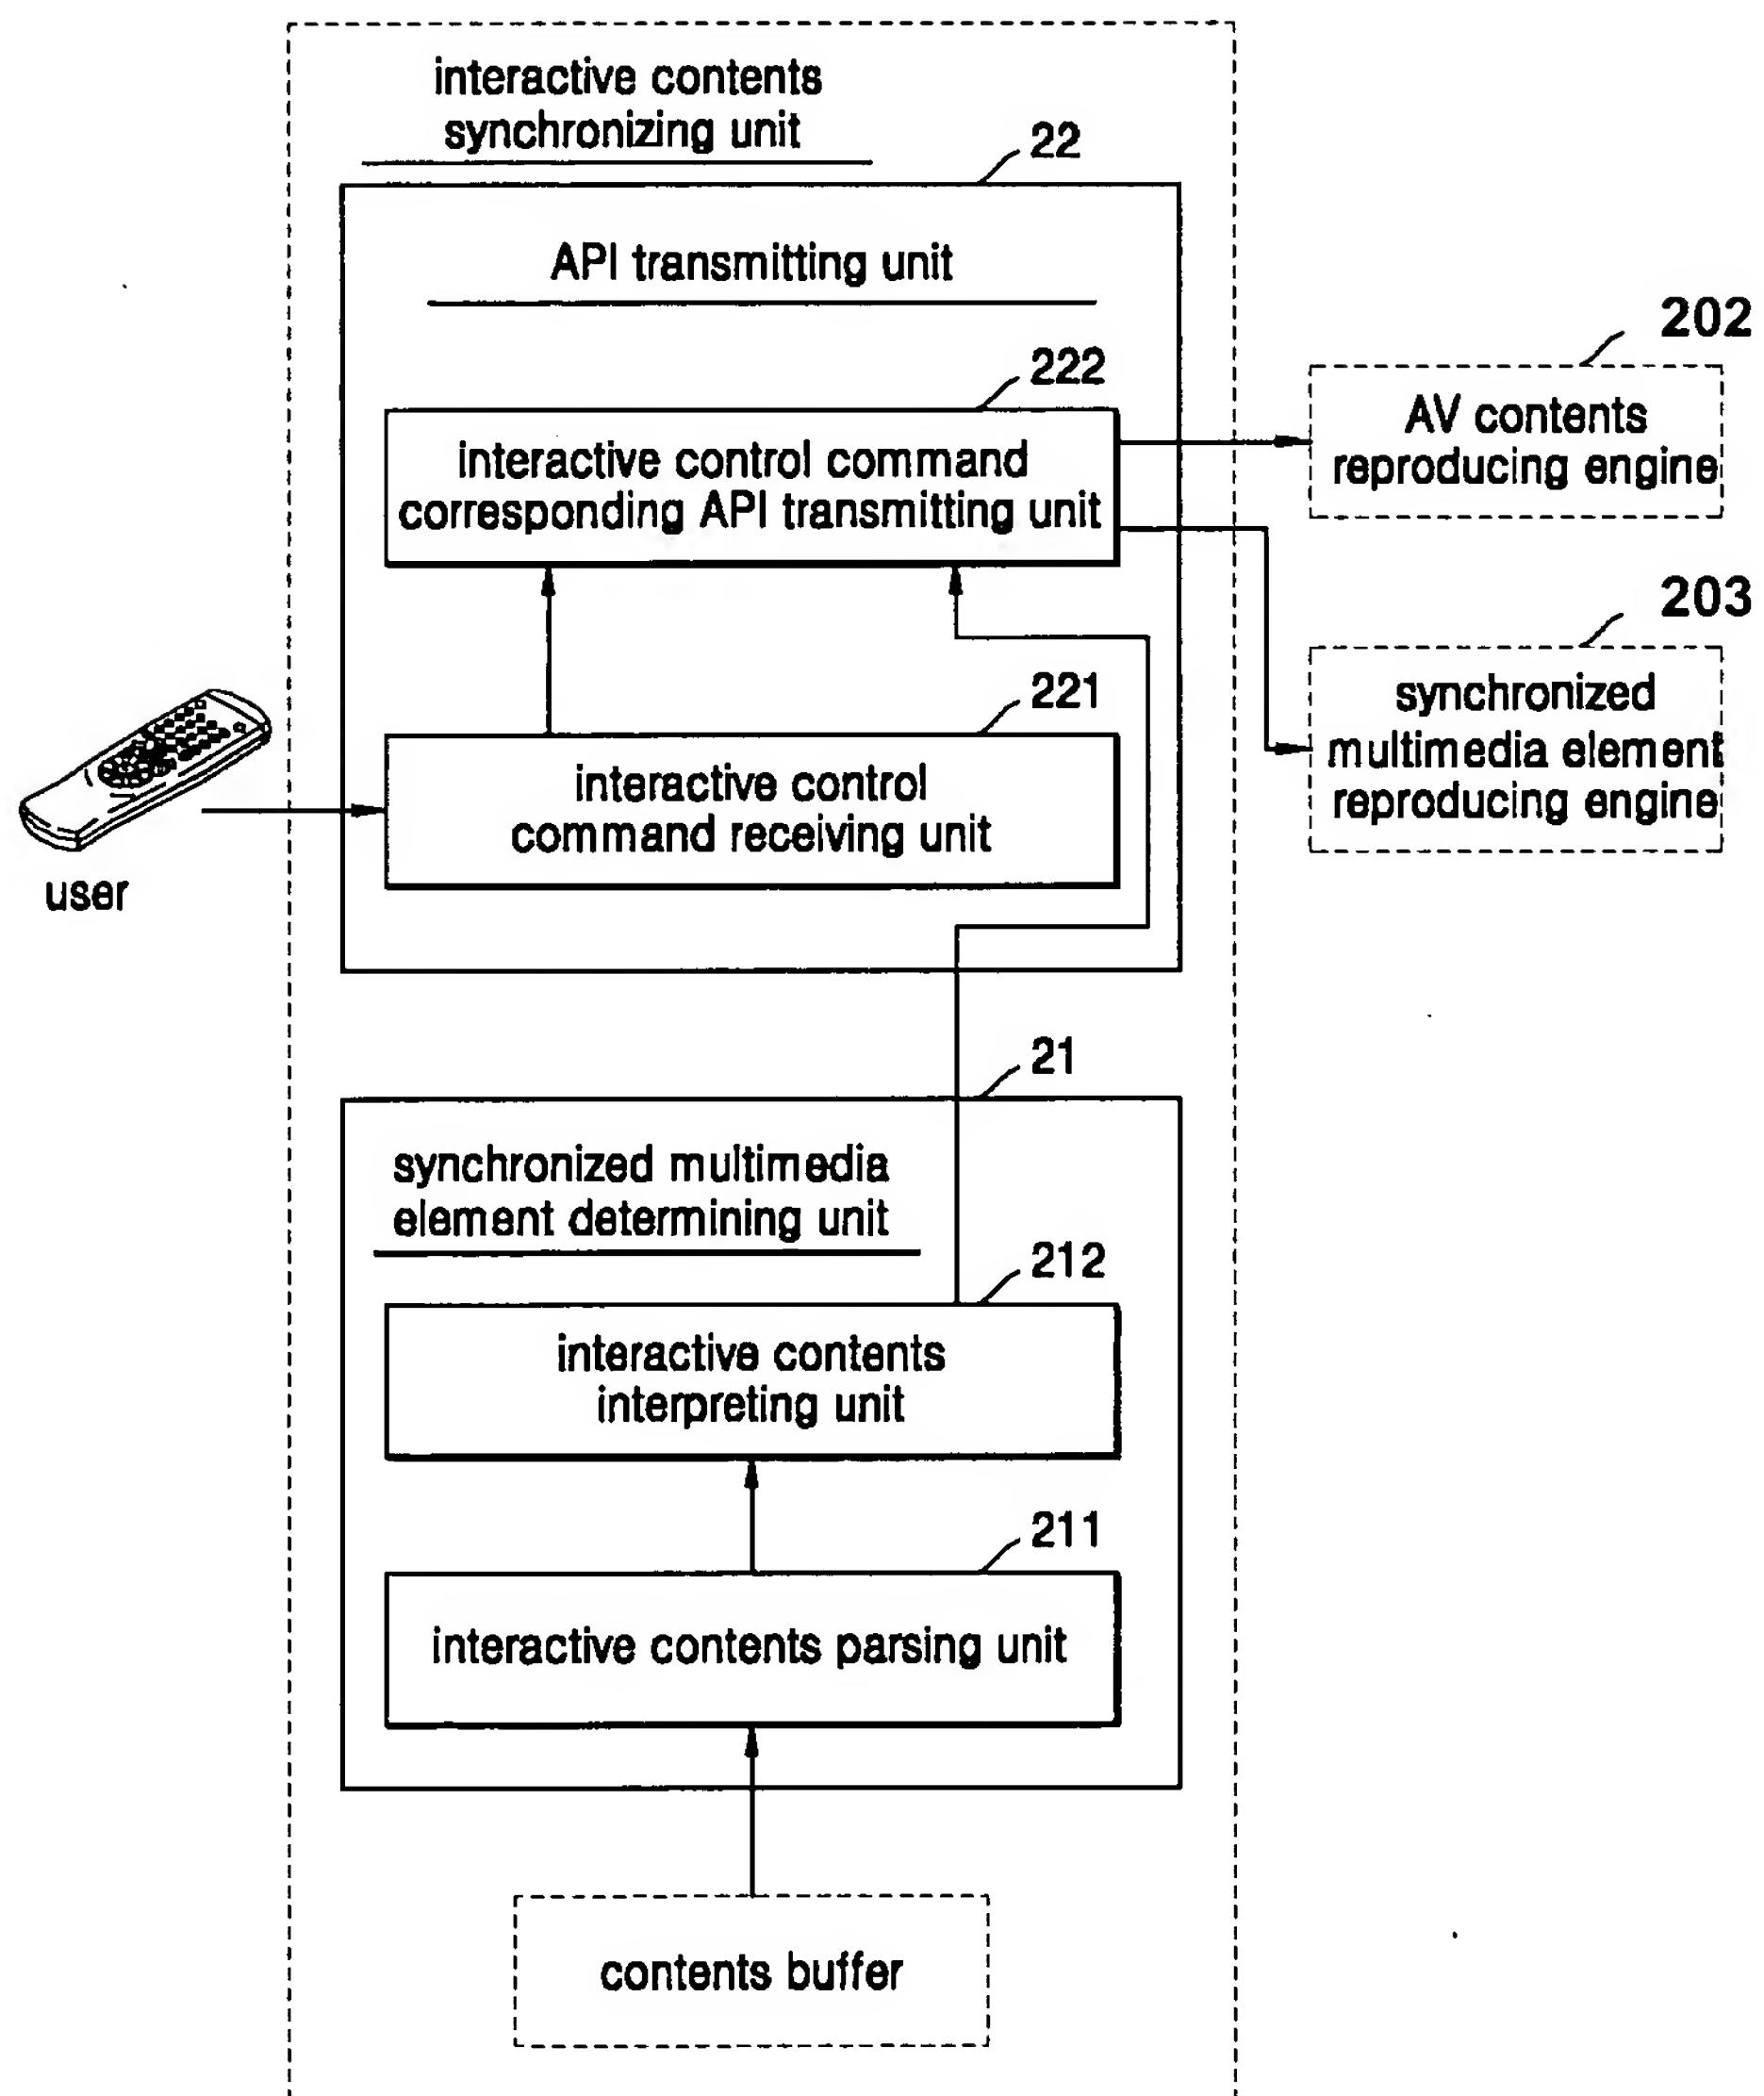 interactive contents
synchronizing unit
22
API transmitting unit
202
222
AV contents
reproducing engine
interactive control command
corresponding API transmitting unit
203
221
synchronized
multimedia element
reproducing engine
interactive control
command receiving unit
user
21
synchronized multimedia
element determining unit
212
interactive contents
interpreting unit
211
interactive contents parsing unit
contents buffer